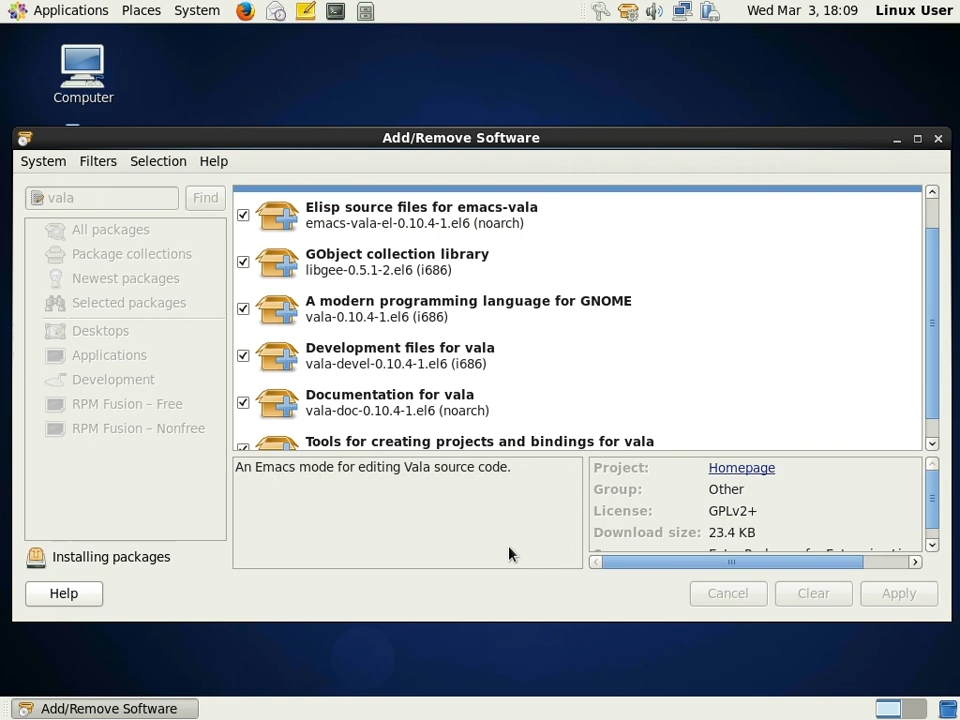 Applications Places System Wed Mar 3, 18:09 Linux User
Computer
Add/Remove Software
System Filters Selection Help
vala Find
All packages
Package collections
Newest packages
Selected packages
Desktops
Applications
Development
RPM Fusion – Free
RPM Fusion – Nonfree
Elisp source files for emacs-vala
emacs-vala-el-0.10.4-1.el6 (noarch)
GObject collection library
libgee-0.5.1-2.el6 (i686)
A modern programming language for GNOME
vala-0.10.4-1.el6 (i686)
Development files for vala
vala-devel-0.10.4-1.el6 (i686)
Documentation for vala
vala-doc-0.10.4-1.el6 (noarch)
Tools for creating projects and bindings for vala
An Emacs mode for editing Vala source code.
Project: Homepage
Group: Other
License: GPLv2+
Download size: 23.4 KB
Installing packages
Help Cancel Clear Apply
Add/Remove Software